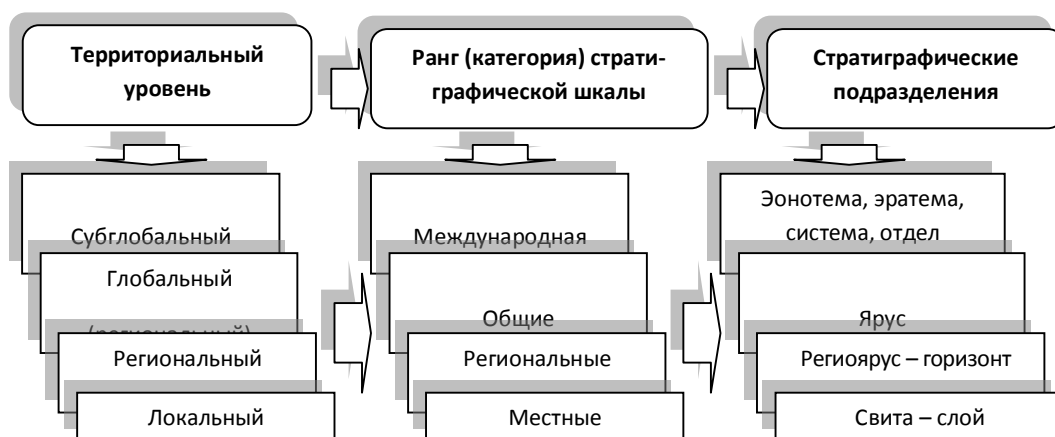 Территориальный
уровень
Ранг (категория) страти-
графической шкалы
Стратиграфические
подразделения
Субглобальный
Глобальный
(региональный)
Региональный
Локальный
Международная
Общие
Региональные
Местные
Эонотема, эратема,
система, отдел
Ярус
Региоярус – горизонт
Свита – слой